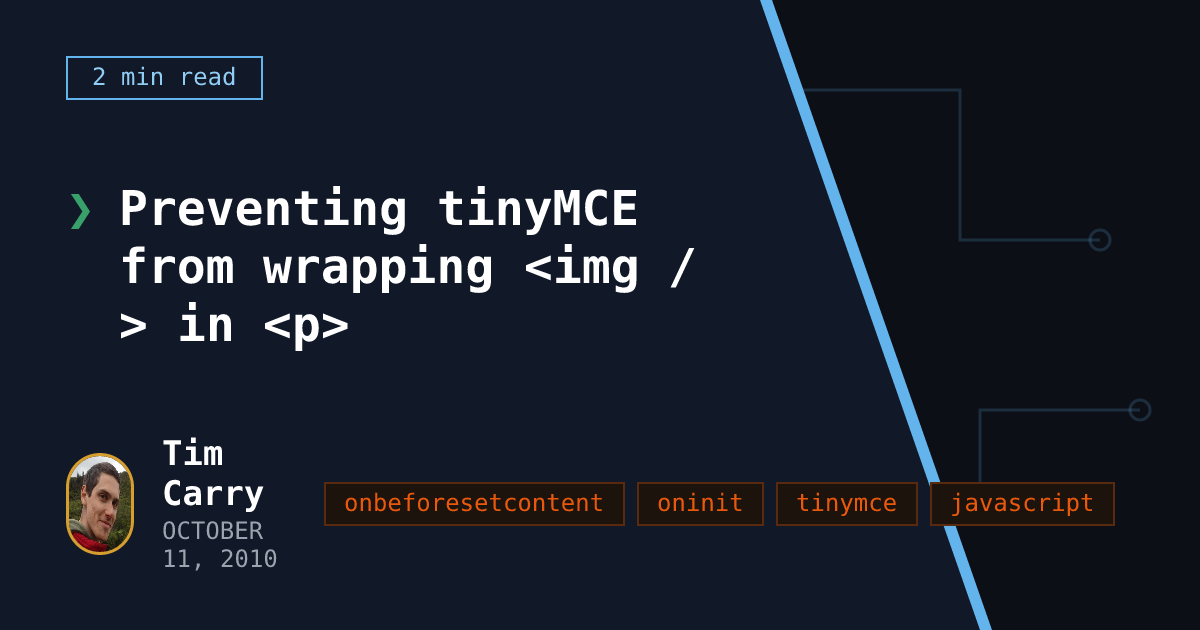 2 min read
❯ Preventing tinyMCE
from wrapping <img /
> in <p>
Tim
Carry
OCTOBER
11, 2010
onbeforesetcontent oninit tinymce javascript